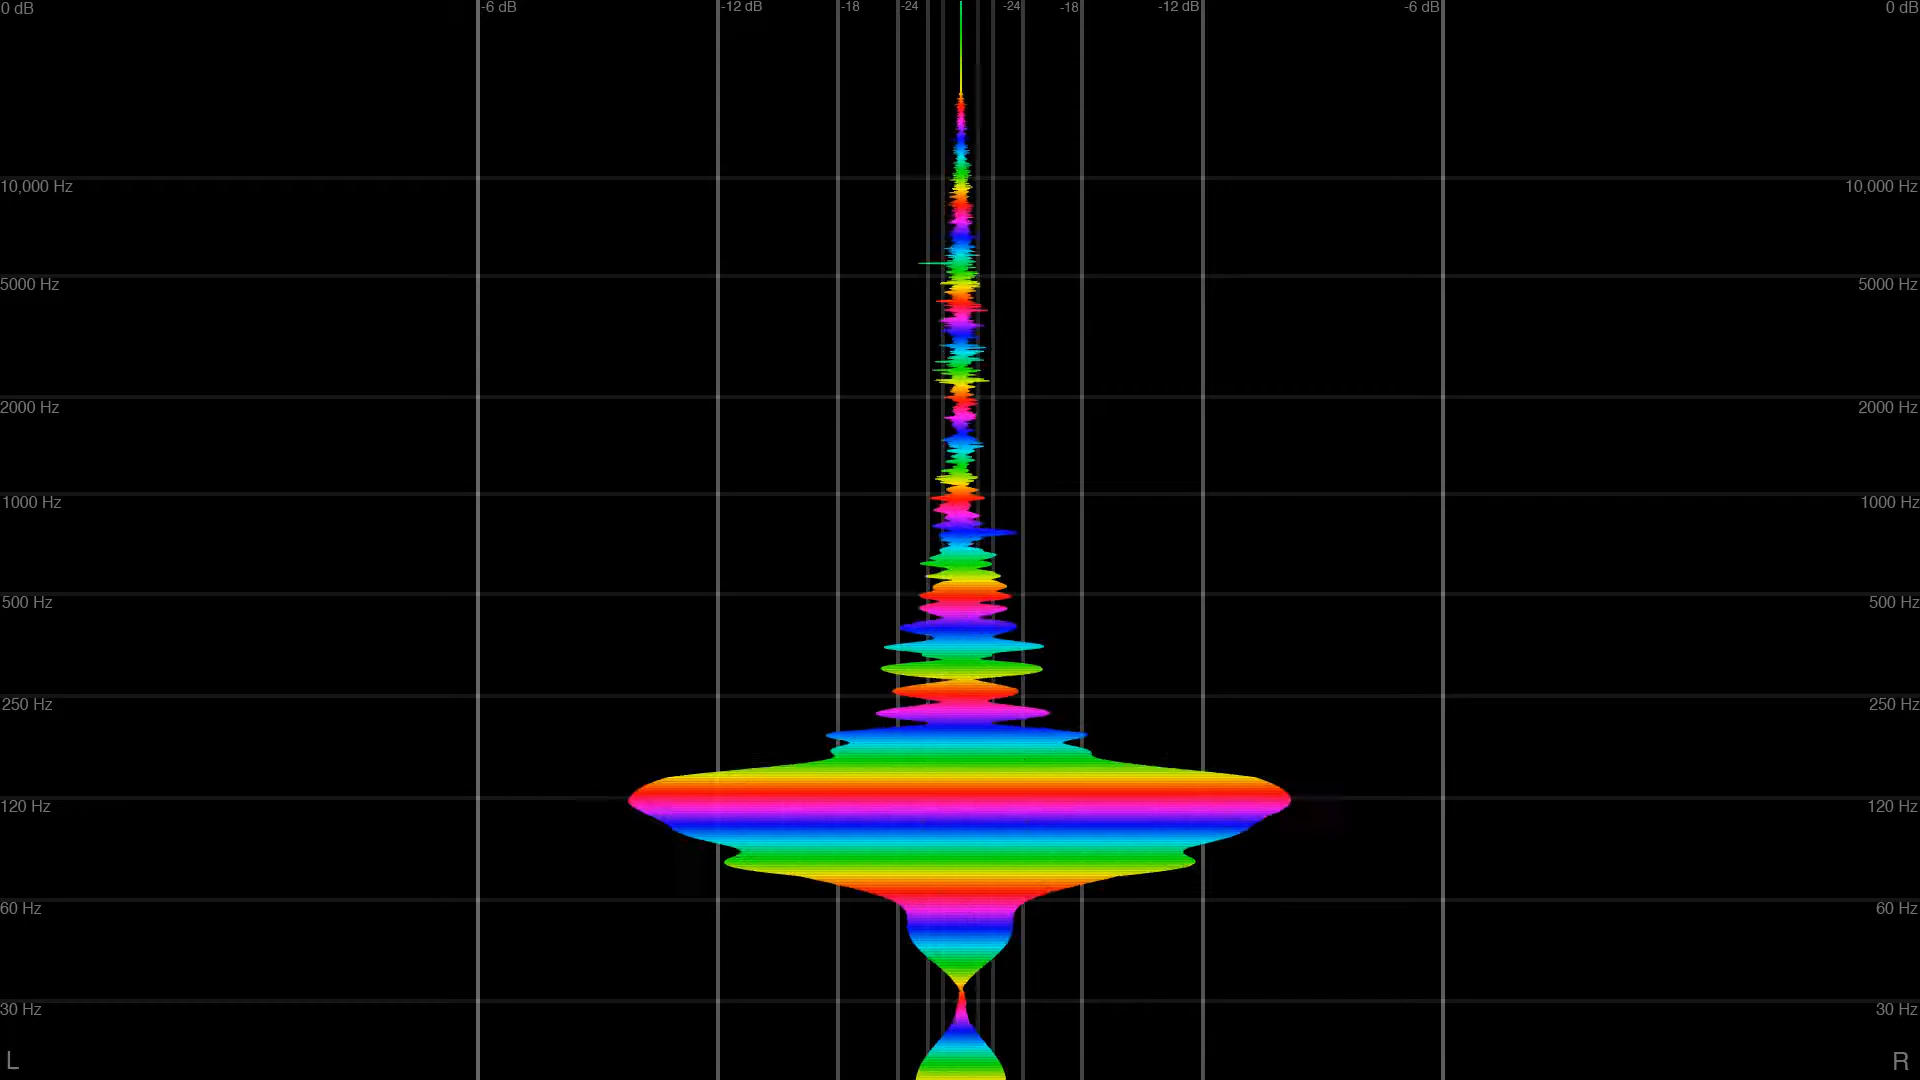 0 dB -6 dB -12 dB -18 -24 -24 -18 -12 dB -6 dB 0 dB
10,000 Hz 10,000 Hz
5000 Hz 5000 Hz
2000 Hz 2000 Hz
1000 Hz 1000 Hz
500 Hz 500 Hz
250 Hz 250 Hz
120 Hz 120 Hz
60 Hz 60 Hz
30 Hz 30 Hz
L R